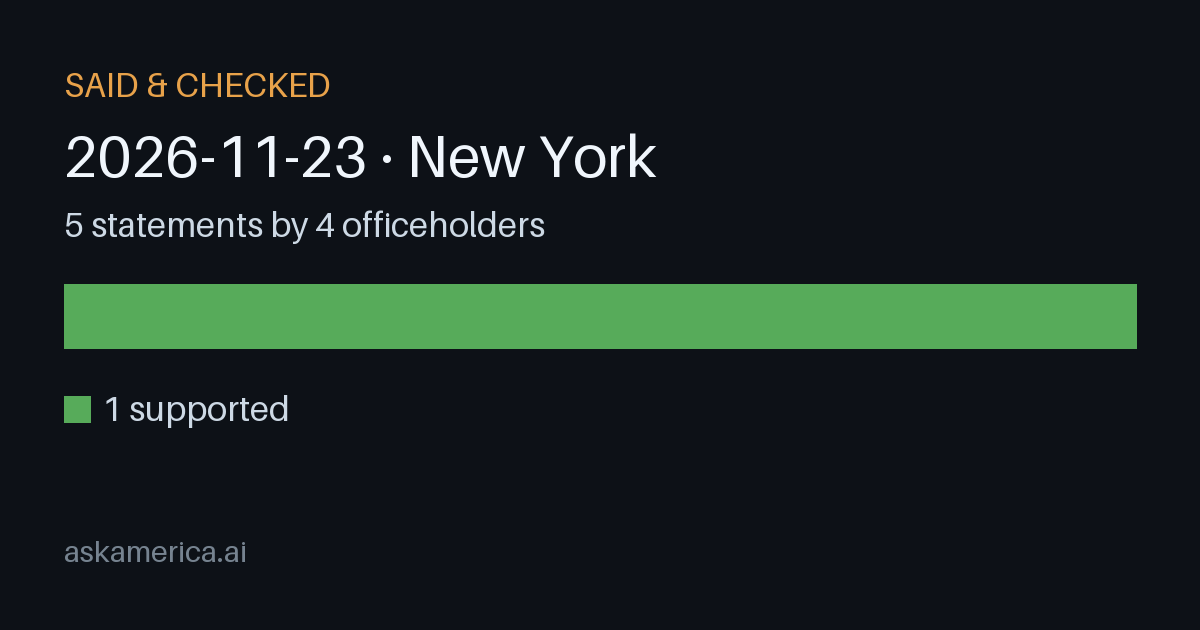 SAID & CHECKED
2026-11-23 · New York
5 statements by 4 officeholders
1 supported
askamerica.ai